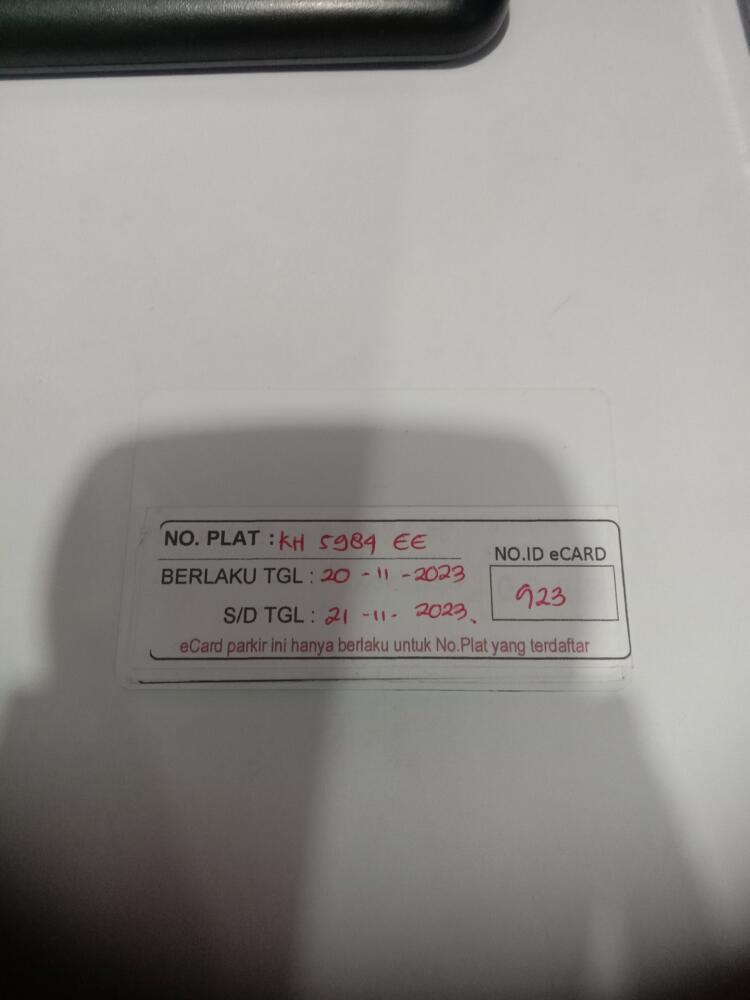 NO. PLAT : KH 5984 EE
NO.ID eCARD
BERLAKU TGL : 20 - 11 - 2023
923
S/D TGL : 21 - 11 - 2023.
eCard parkir ini hanya berlaku untuk No.Plat yang terdaftar